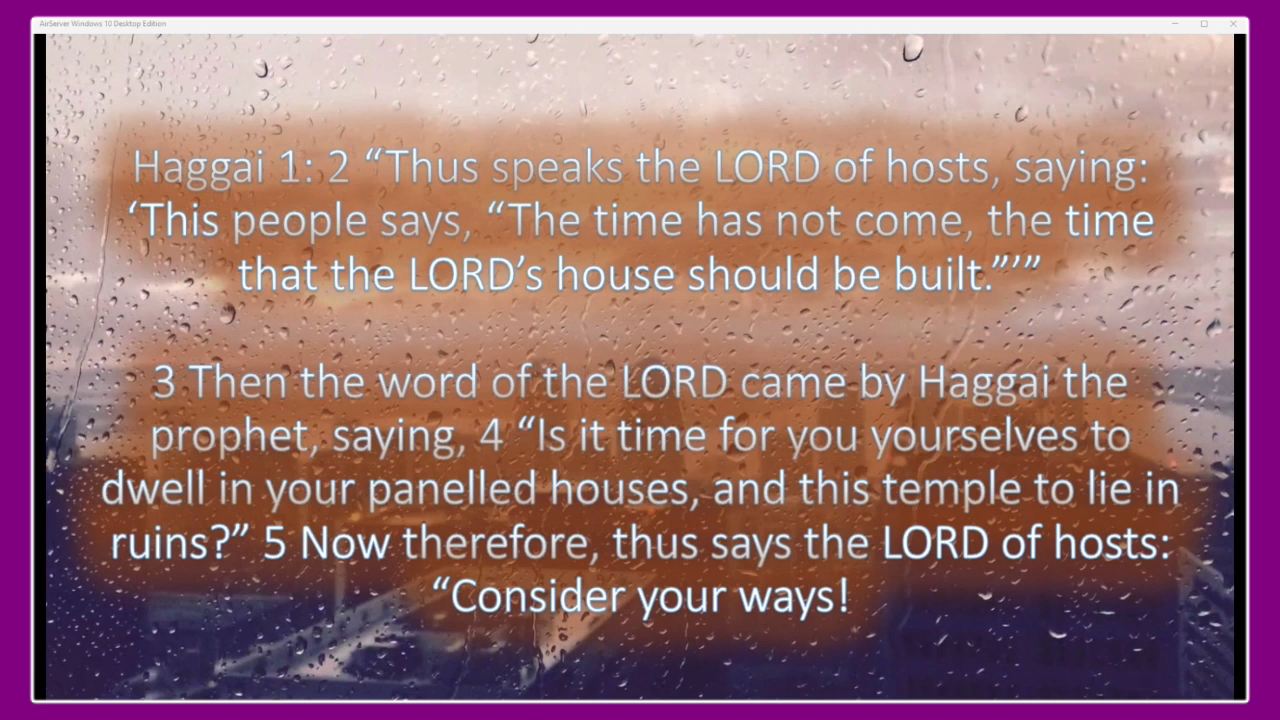 AirServer Windows 10 Desktop Edition
Haggai 1: 2 “Thus speaks the LORD of hosts, saying:
‘This people says, “The time has not come, the time
that the LORD’s house should be built.”’”
3 Then the word of the LORD came by Haggai the
prophet, saying, 4 “Is it time for you yourselves to
dwell in your panelled houses, and this temple to lie in
ruins?” 5 Now therefore, thus says the LORD of hosts:
“Consider your ways!